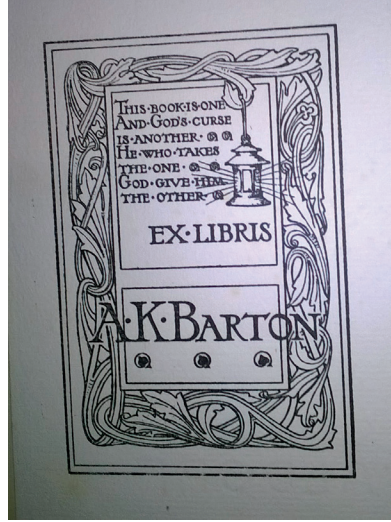 THIS·BOOK·IS·ONE
AND·GOD'S·CURSE
IS·ANOTHER·
HE·WHO·TAKES
THE·ONE·
GOD·GIVE·HIM
THE·OTHER·
EX·LIBRIS
A·K·BARTON